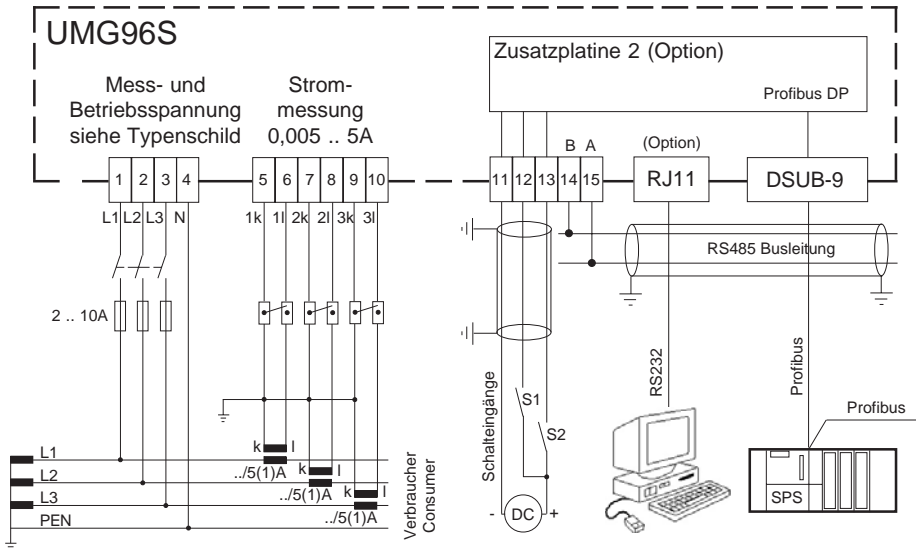 UMG96S
Mess- und
Betriebsspannung
siehe Typenschild
Strom-
messung
0,005 .. 5A
Zusatzplatine 2 (Option)
Profibus DP
B A
(Option)
1 2 3 4
5 6 7 8 9 10
11 12 13 14 15
RJ11
DSUB-9
L1 L2 L3 N
1k 1l 2k 2l 3k 3l
RS485 Busleitung
2 .. 10A
RS232
Profibus
Schalteingänge
S1
S2
Profibus
SPS
- DC +
L1
L2
L3
PEN
k l
../5(1)A
k l
../5(1)A
k l
../5(1)A
Verbraucher
Consumer